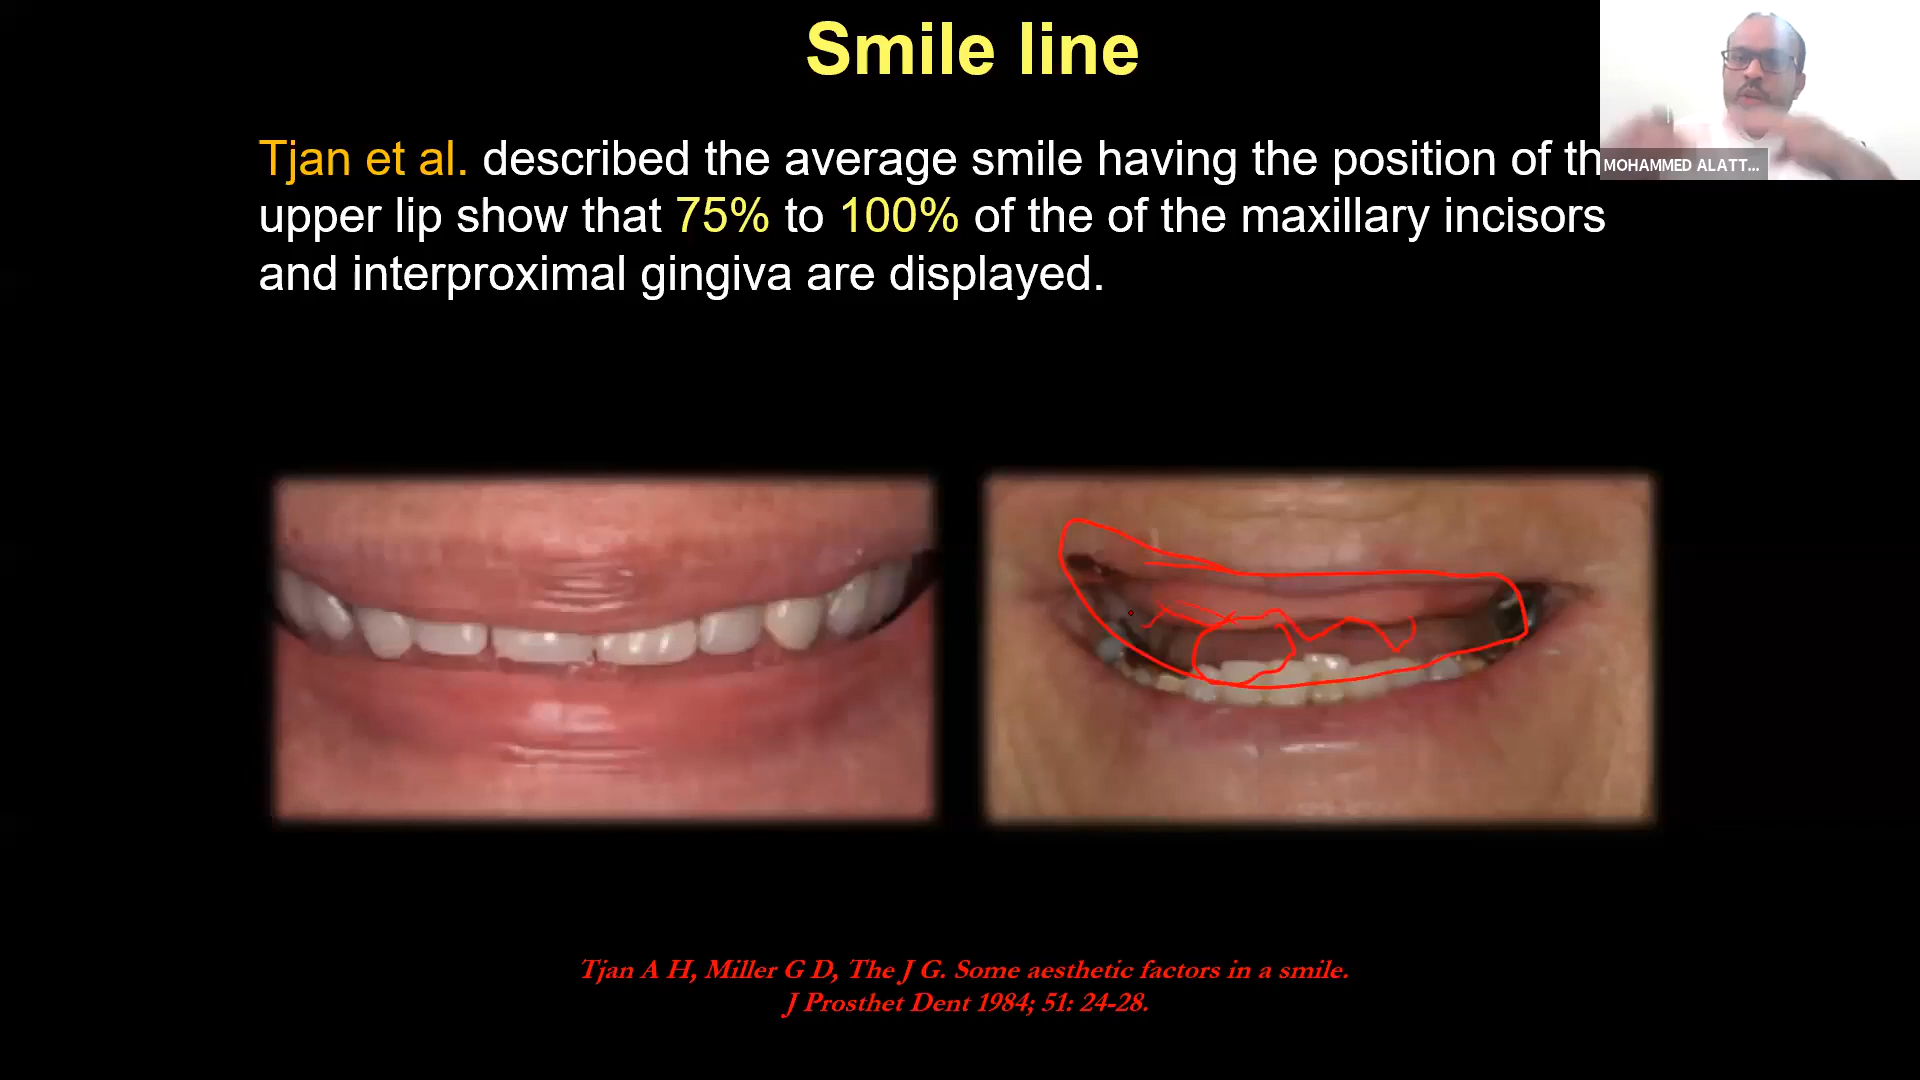 Smile line
Tjan et al. described the average smile having the position of th
MOHAMMED ALATT...
upper lip show that 75% to 100% of the of the maxillary incisors
and interproximal gingiva are displayed.
Tjan A H, Miller G D, The J G. Some aesthetic factors in a smile.
J Prosthet Dent 1984; 51: 24-28.